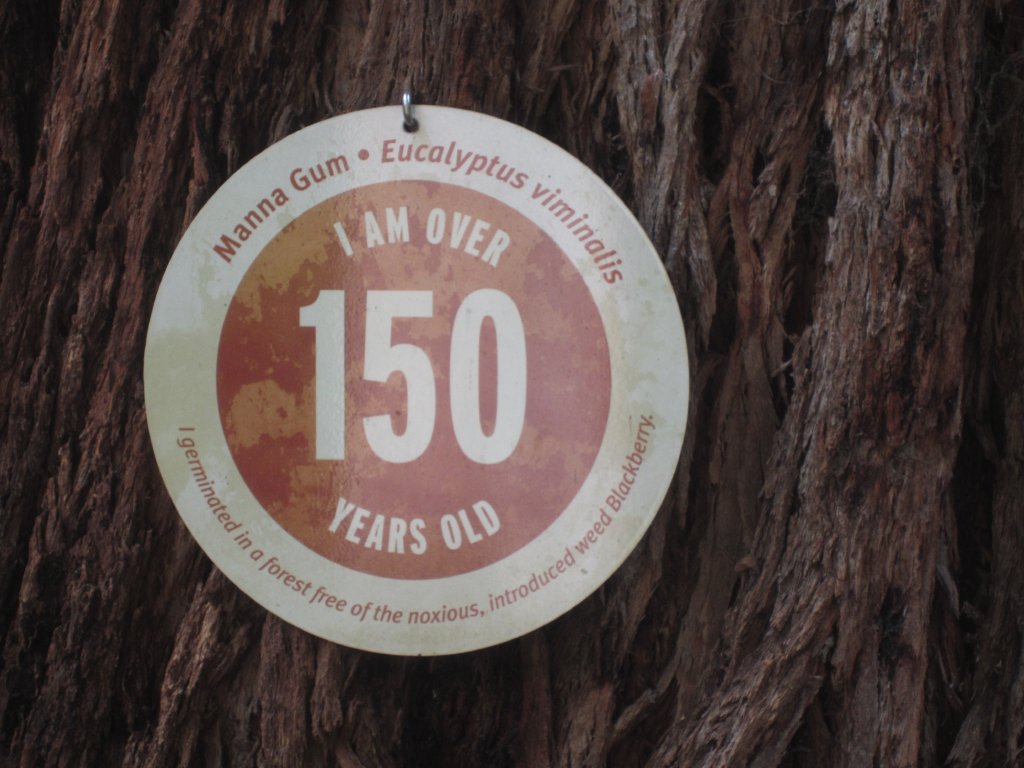 Manna Gum • Eucalyptus viminalis
I AM OVER
150
YEARS OLD
I germinated in a forest free of the noxious, introduced weed Blackberry.